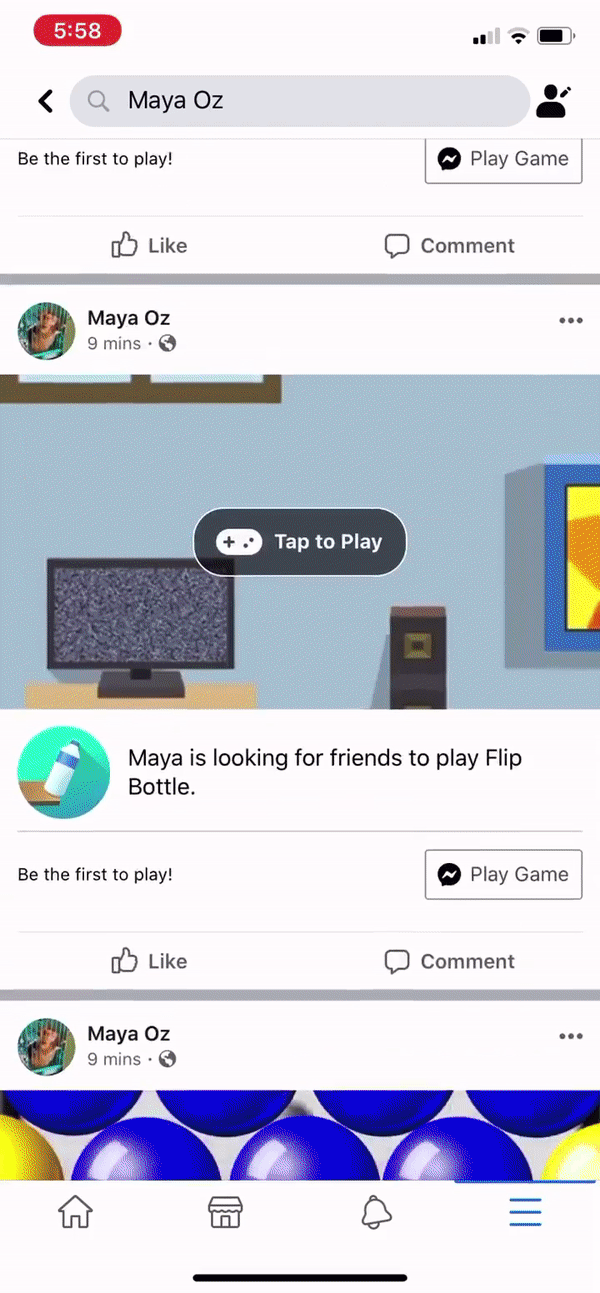 5:58
Maya Oz
Be the first to play!
Play Game
Like
Comment
Maya Oz
9 mins ·
Tap to Play
Maya is looking for friends to play Flip
Bottle.
Be the first to play!
Play Game
Like
Comment
Maya Oz
9 mins ·